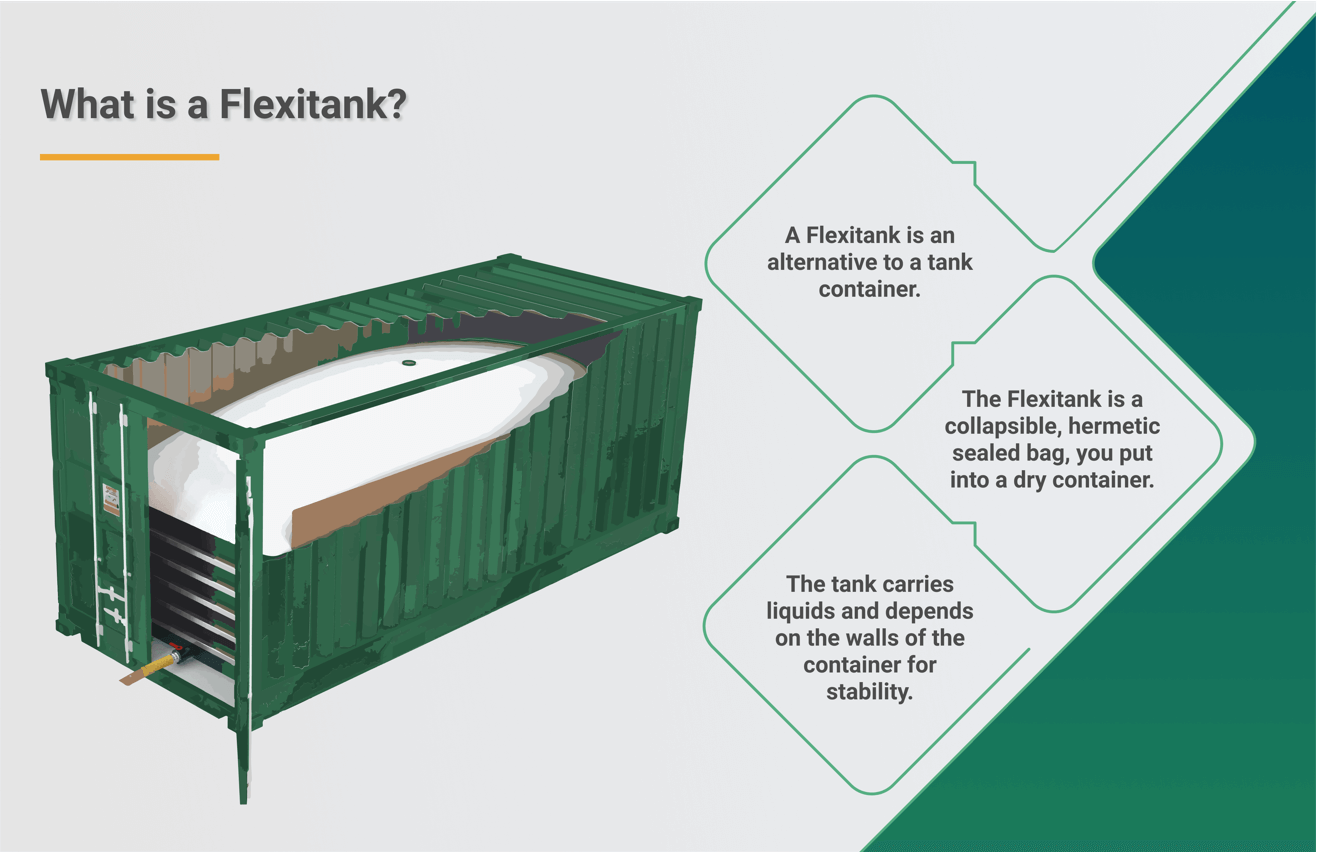 What is a Flexitank?
A Flexitank is an
alternative to a tank
container.
The Flexitank is a
collapsible, hermetic
sealed bag, you put
into a dry container.
The tank carries
liquids and depends
on the walls of the
container for
stability.